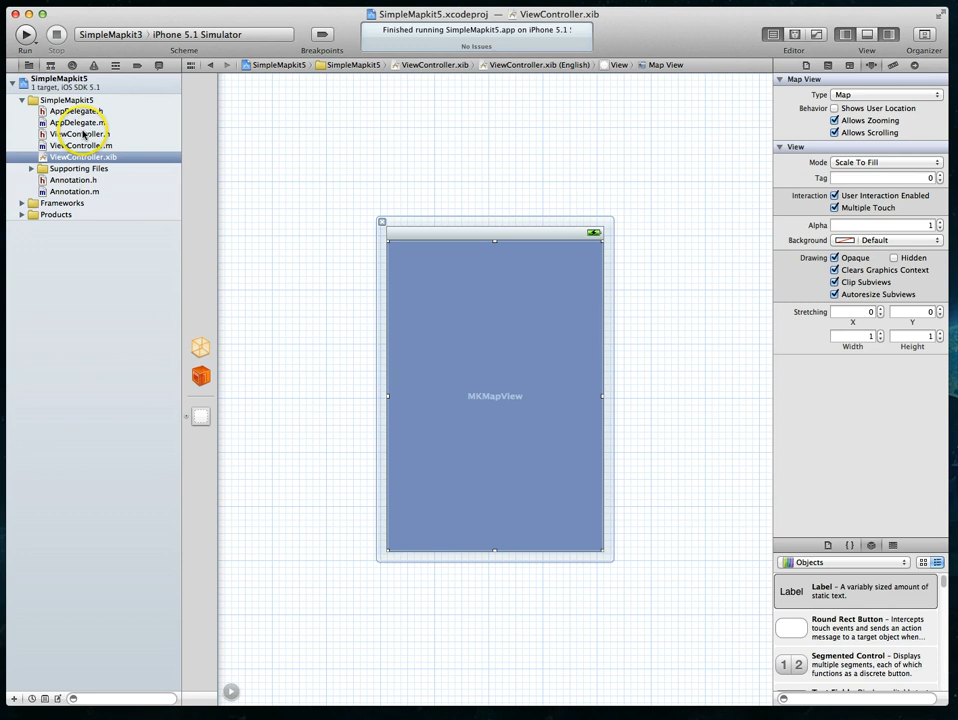 SimpleMapkit5.xcodeproj — ViewController.xib
SimpleMapkit3 〉 iPhone 5.1 Simulator
Finished running SimpleMapkit5.app on iPhone 5.1
No Issues
Run
Stop
Scheme
Breakpoints
Editor
View
Organizer
SimpleMapkit5 〉 SimpleMapkit5 〉 ViewController.xib 〉 ViewController.xib (English) 〉 View 〉 Map View
SimpleMapkit5
1 target, iOS SDK 5.1
SimpleMapkit5
AppDelegate.h
AppDelegate.m
ViewController.h
ViewController.m
ViewController.xib
Supporting Files
Annotation.h
Annotation.m
Frameworks
Products
MKMapView
Map View
Type Map
Behavior Shows User Location
Allows Zooming
Allows Scrolling
View
Mode Scale To Fill
Tag 0
Interaction User Interaction Enabled
Multiple Touch
Alpha 1
Background Default
Drawing Opaque Hidden
Clears Graphics Context
Clip Subviews
Autoresize Subviews
Stretching 0 0
X Y
1 1
Width Height
Objects
Label
Label – A variably sized amount of
static text.
Round Rect Button – Intercepts
touch events and sends an action
message to a target object when...
1 2
Segmented Control – Displays
multiple segments, each of which
functions as a discrete button.